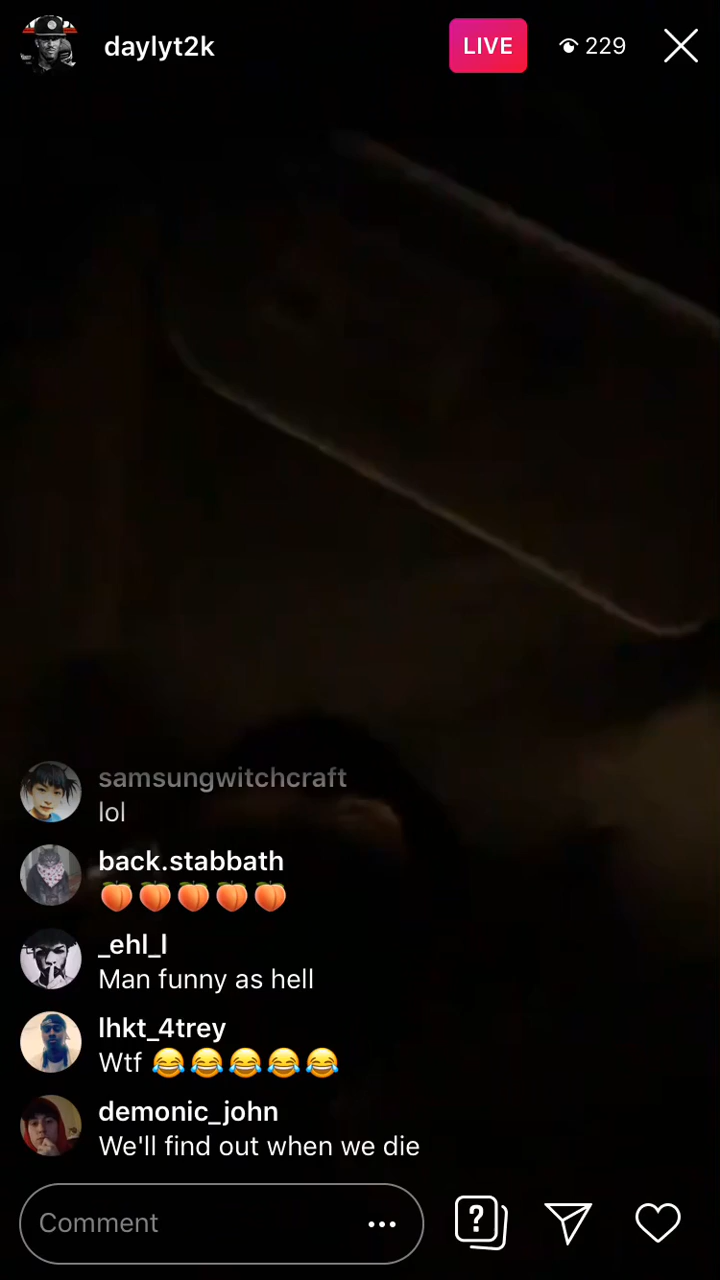 daylyt2k
LIVE
229
samsungwitchcraft
lol
back.stabbath
🍑🍑🍑🍑🍑
_ehl_l
Man funny as hell
lhkt_4trey
Wtf 😂😂😂😂😂
demonic_john
We'll find out when we die
Comment